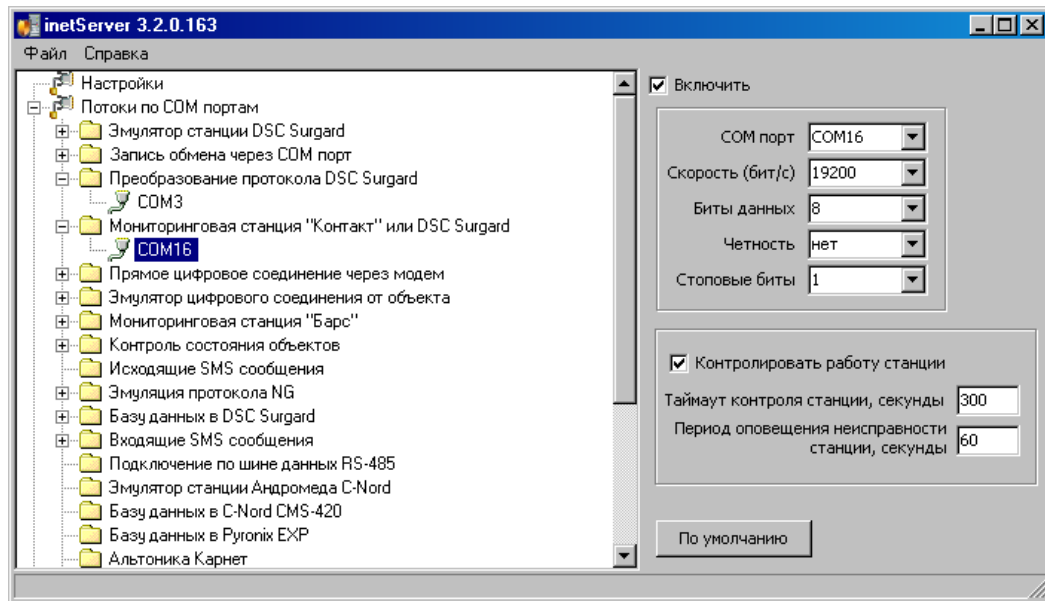 inetServer 3.2.0.163
Файл Справка
Настройки
Потоки по COM портам
Эмулятор станции DSC Surgard
Запись обмена через COM порт
Преобразование протокола DSC Surgard
COM3
Мониторинговая станция "Контакт" или DSC Surgard
COM16
Прямое цифровое соединение через модем
Эмулятор цифрового соединения от объекта
Мониторинговая станция "Барс"
Контроль состояния объектов
Исходящие SMS сообщения
Эмуляция протокола NG
Базу данных в DSC Surgard
Входящие SMS сообщения
Подключение по шине данных RS-485
Эмулятор станции Андромеда C-Nord
Базу данных в C-Nord CMS-420
Базу данных в Pyronix EXP
Альтоника Карнет
Включить
COM порт COM16
Скорость (бит/с) 19200
Биты данных 8
Четность нет
Стоповые биты 1
Контролировать работу станции
Таймаут контроля станции, секунды 300
Период оповещения неисправности
станции, секунды 60
По умолчанию